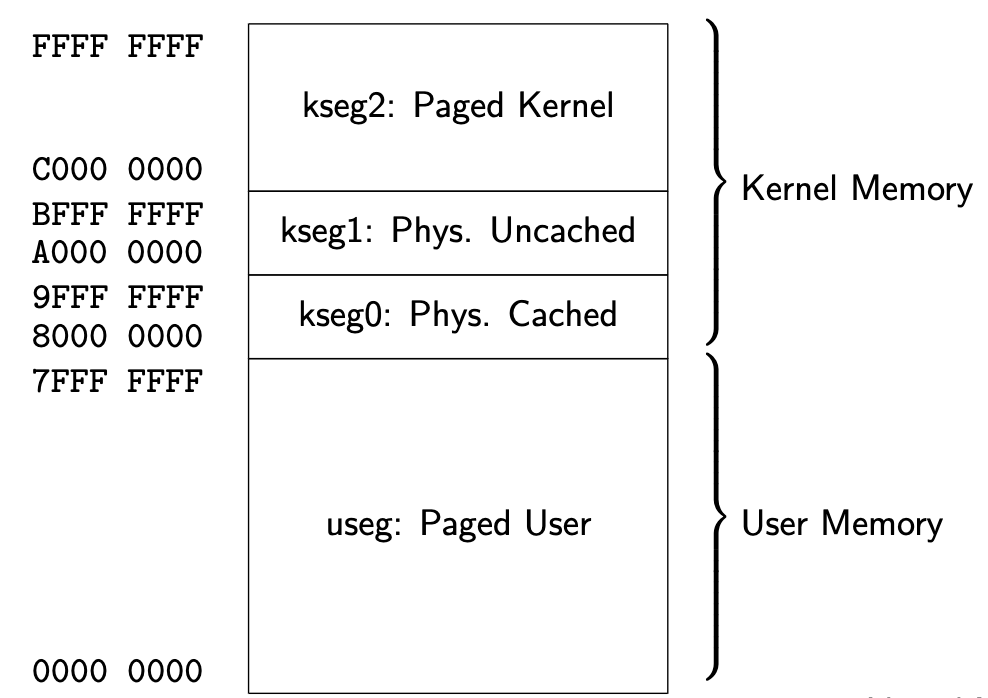 FFFF FFFF
kseg2: Paged Kernel
C000 0000
Kernel Memory
BFFF FFFF
kseg1: Phys. Uncached
A000 0000
9FFF FFFF
kseg0: Phys. Cached
8000 0000
7FFF FFFF
useg: Paged User
User Memory
0000 0000